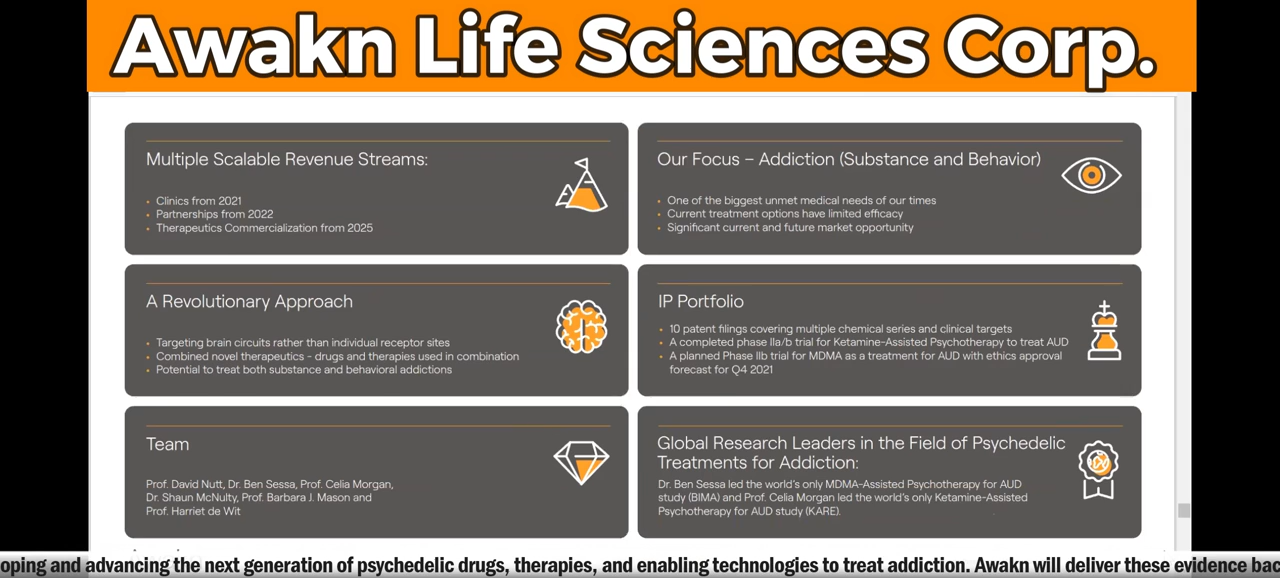 Awakn Life Sciences Corp.
Multiple Scalable Revenue Streams:
• Clinics from 2021
• Partnerships from 2022
• Therapeutics Commercialization from 2025
Our Focus – Addiction (Substance and Behavior)
• One of the biggest unmet medical needs of our times
• Current treatment options have limited efficacy
• Significant current and future market opportunity
A Revolutionary Approach
• Targeting brain circuits rather than individual receptor sites
• Combined novel therapeutics - drugs and therapies used in combination
• Potential to treat both substance and behavioral addictions
IP Portfolio
• 10 patent filings covering multiple chemical series and clinical targets
• A completed phase IIa/b trial for Ketamine-Assisted Psychotherapy to treat AUD
• A planned Phase IIb trial for MDMA as a treatment for AUD with ethics approval
forecast for Q4 2021
Team
Prof. David Nutt, Dr. Ben Sessa, Prof. Celia Morgan,
Dr. Shaun McNulty, Prof. Barbara J. Mason and
Prof. Harriet de Wit
Global Research Leaders in the Field of Psychedelic
Treatments for Addiction:
Dr. Ben Sessa led the world's only MDMA-Assisted Psychotherapy for AUD
study (BIMA) and Prof. Celia Morgan led the world's only Ketamine-Assisted
Psychotherapy for AUD study (KARE).
oping and advancing the next generation of psychedelic drugs, therapies, and enabling technologies to treat addiction. Awakn will deliver these evidence bac